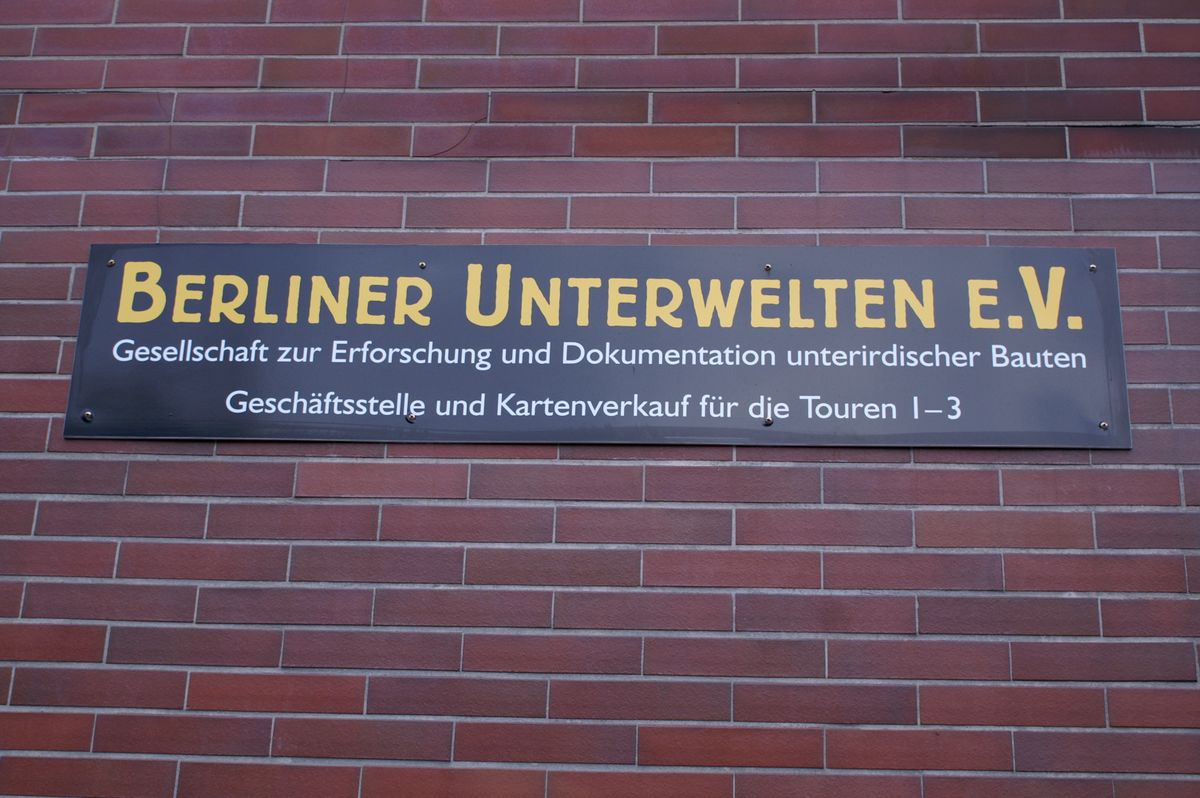 Berliner Unterwelten e.V.
Gesellschaft zur Erforschung und Dokumentation unterirdischer Bauten
Geschäftsstelle und Kartenverkauf für die Touren 1–3